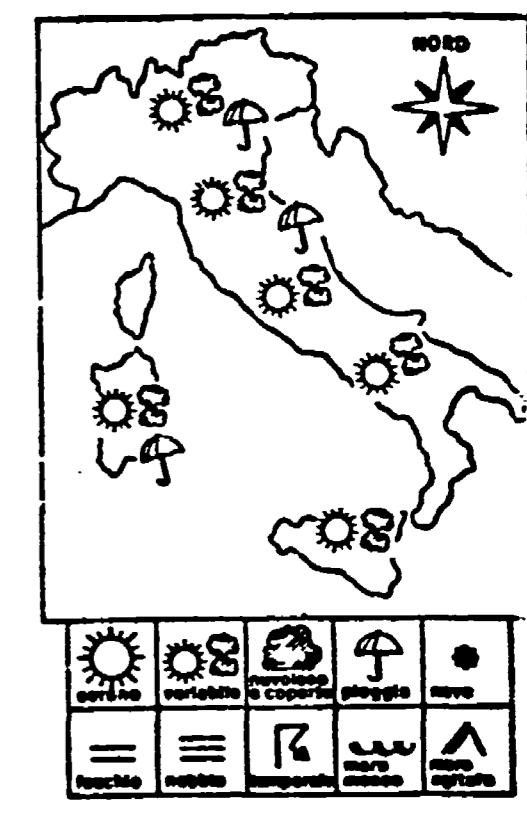 NORD
sereno
variabile
nuvoloso
o coperto
pioggia
neve
foschia
nebbia
temporale
mare
mosso
mare
agitato